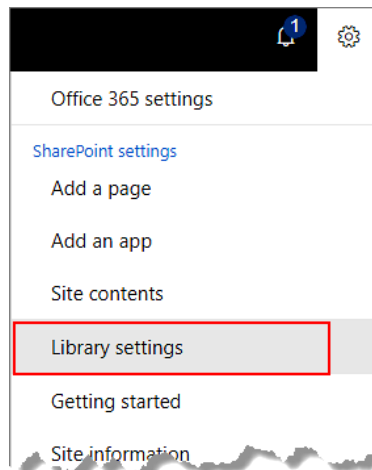 1
Office 365 settings
SharePoint settings
Add a page
Add an app
Site contents
Library settings
Getting started
Site information